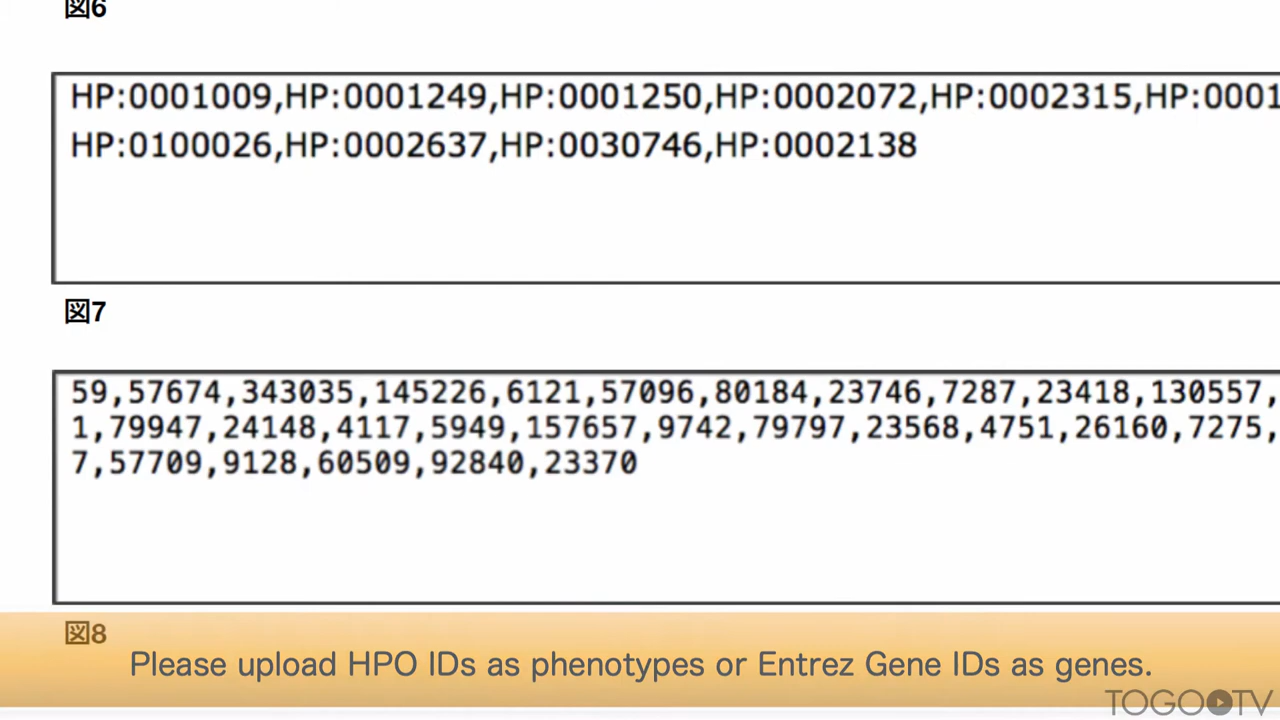 図6
HP:0001009,HP:0001249,HP:0001250,HP:0002072,HP:0002315,HP:0001
HP:0100026,HP:0002637,HP:0030746,HP:0002138
図7
59,57674,343035,145226,6121,57096,80184,23746,7287,23418,130557,
1,79947,24148,4117,5949,157657,9742,79797,23568,4751,26160,7275,
7,57709,9128,60509,92840,23370
図8
Please upload HPO IDs as phenotypes or Entrez Gene IDs as genes.
TOGO TV